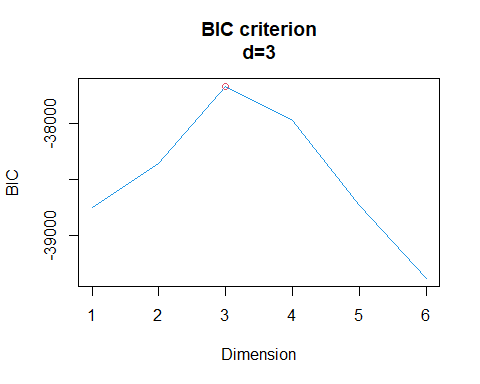 BIC criterion
d=3
BIC
-38000
-39000
1 2 3 4 5 6
Dimension